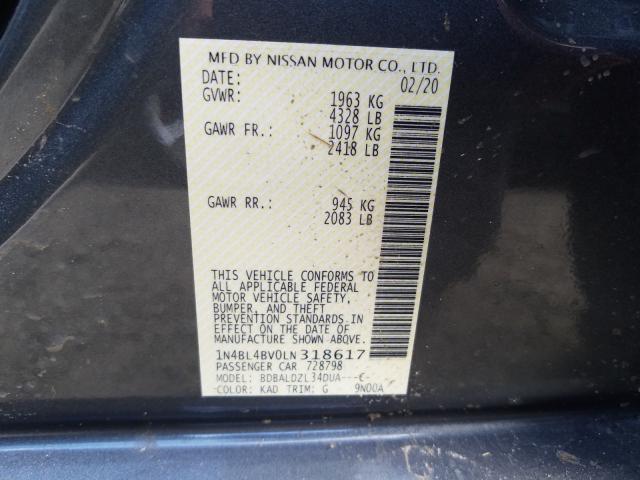 MFD BY NISSAN MOTOR CO., LTD.
DATE: 02/20
GVWR: 1963 KG
4328 LB
GAWR FR.: 1097 KG
2418 LB
GAWR RR.: 945 KG
2083 LB
THIS VEHICLE CONFORMS TO
ALL APPLICABLE FEDERAL
MOTOR VEHICLE SAFETY,
BUMPER, AND THEFT
PREVENTION STANDARDS IN
EFFECT ON THE DATE OF
MANUFACTURE SHOWN ABOVE.
1N4BL4BV0LN318617
PASSENGER CAR 728798
MODEL: BDBALDZL34DUA---C-
COLOR: KAD TRIM: G 9N00A